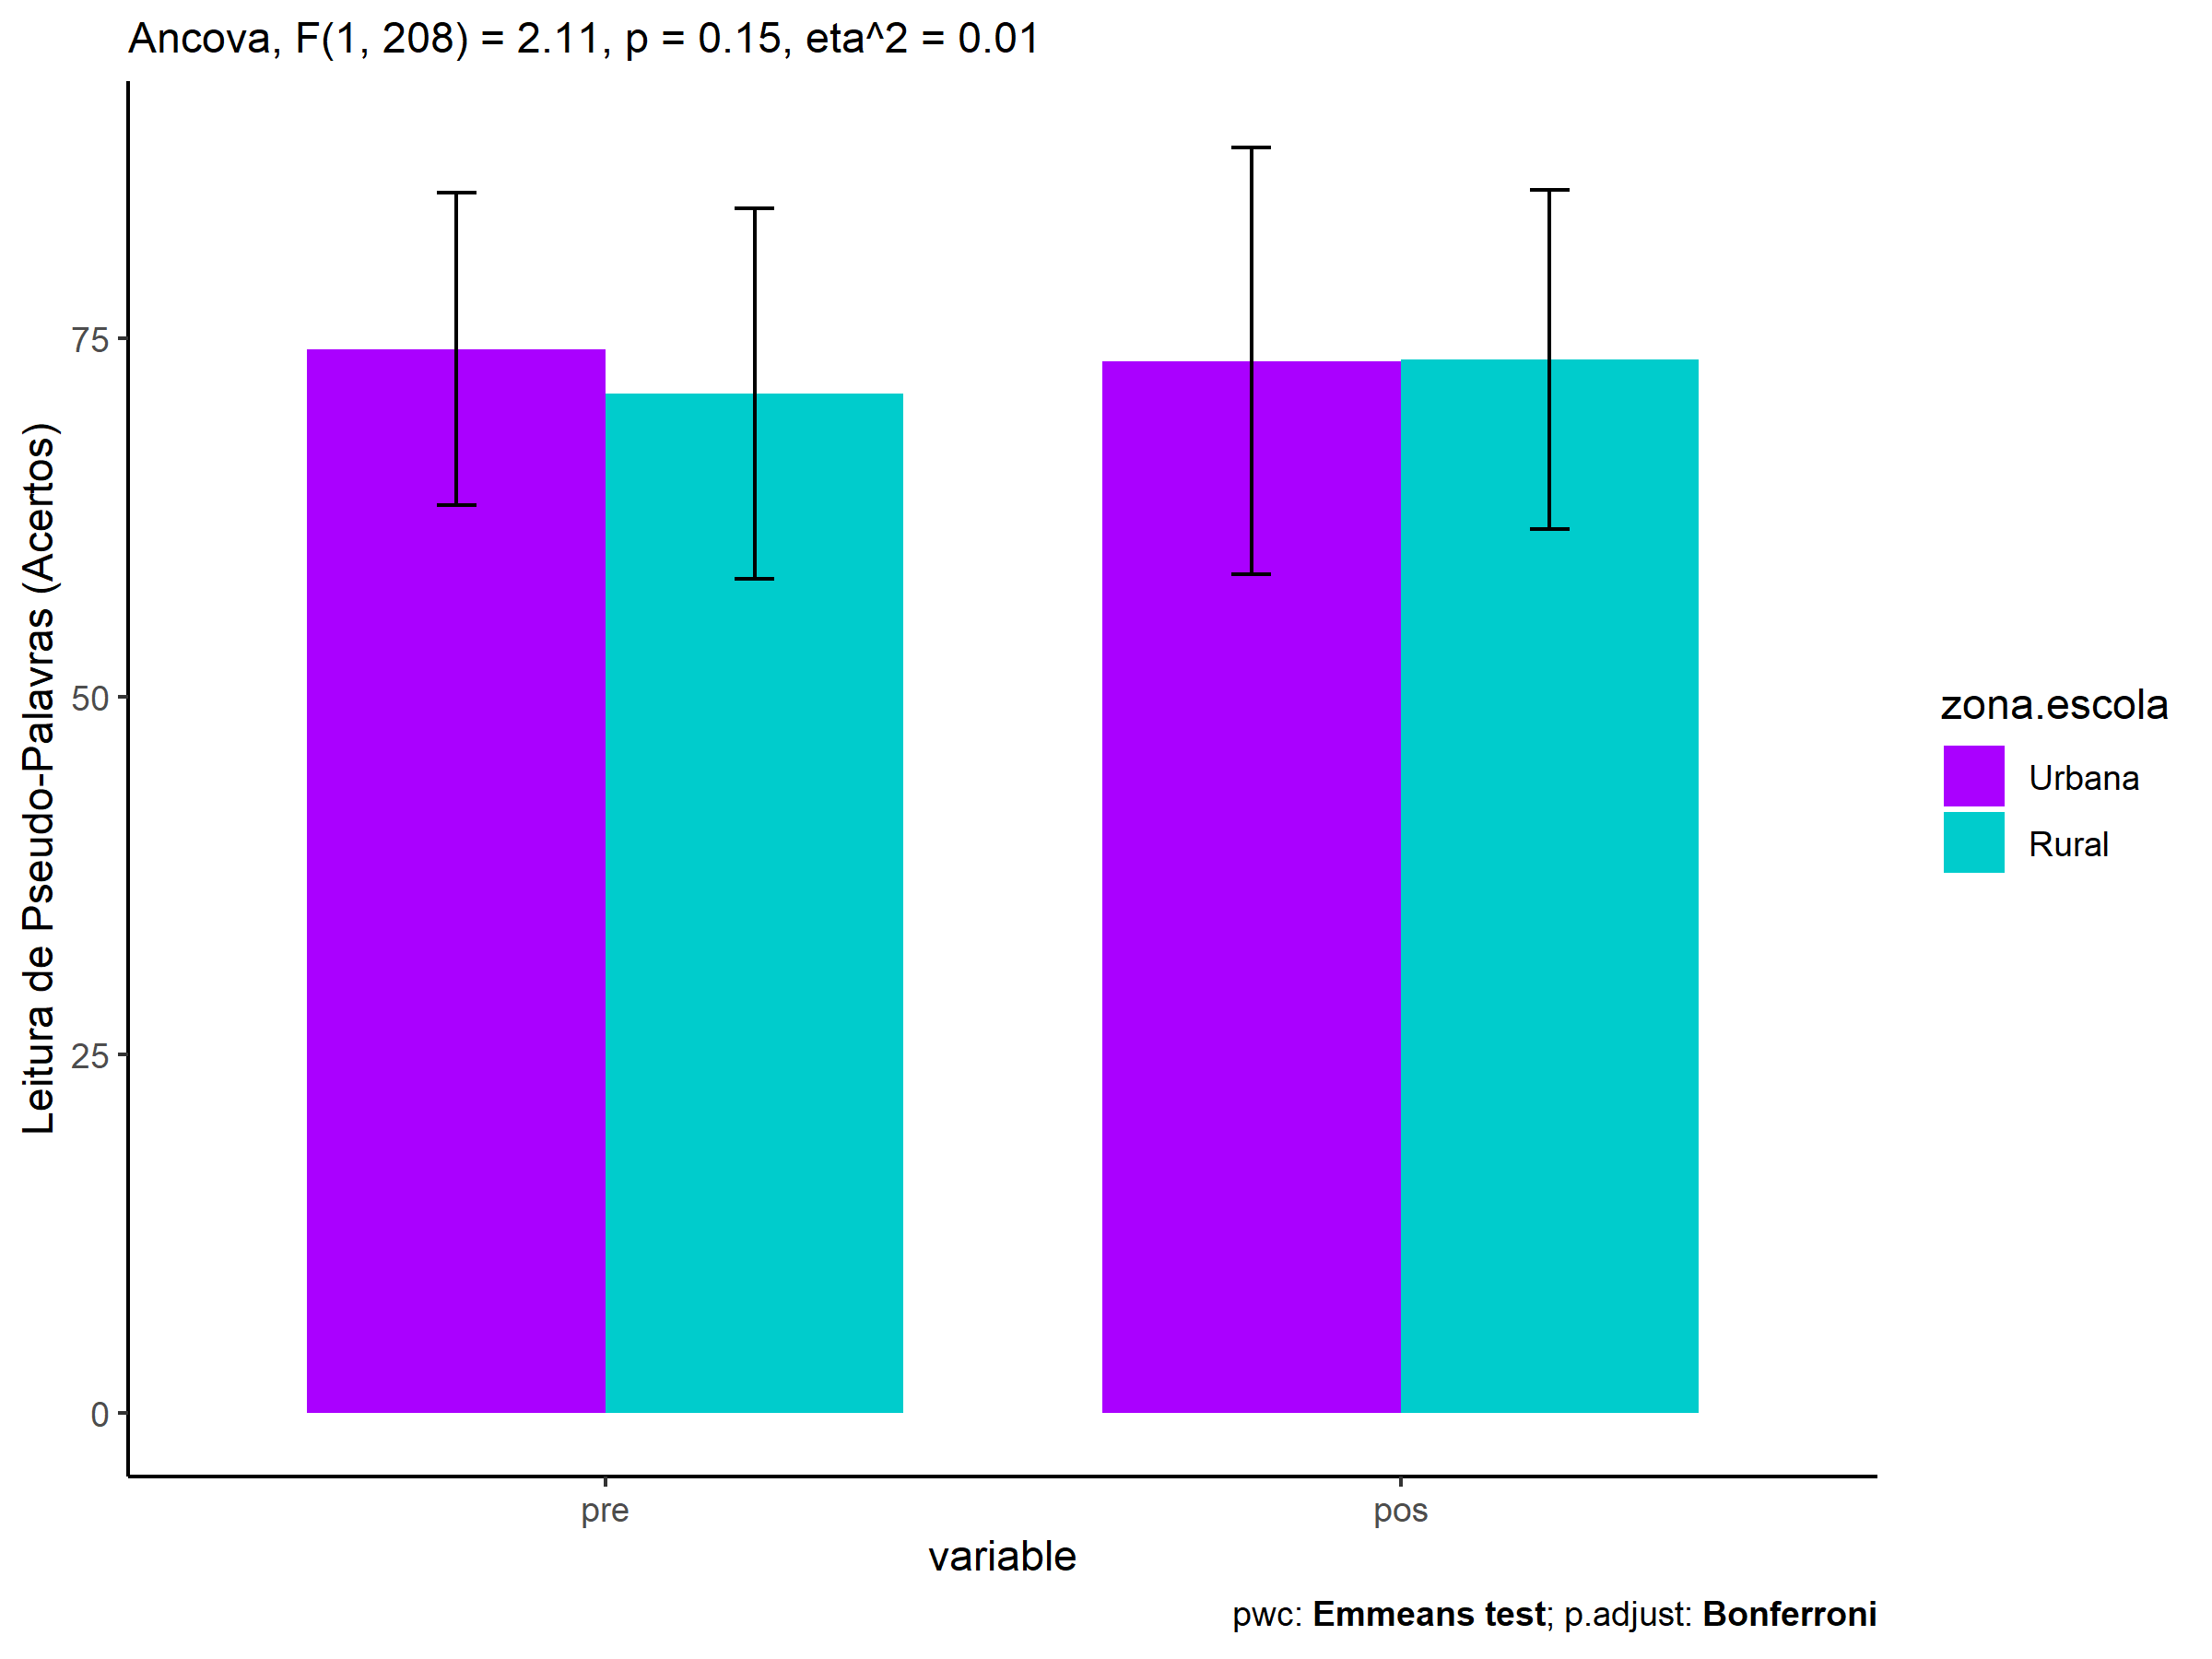 Ancova, F(1, 208) = 2.11, p = 0.15, eta^2 = 0.01
Leitura de Pseudo-Palavras (Acertos)
75
50
25
0
pre
pos
variable
zona.escola
Urbana
Rural
pwc: Emmeans test; p.adjust: Bonferroni